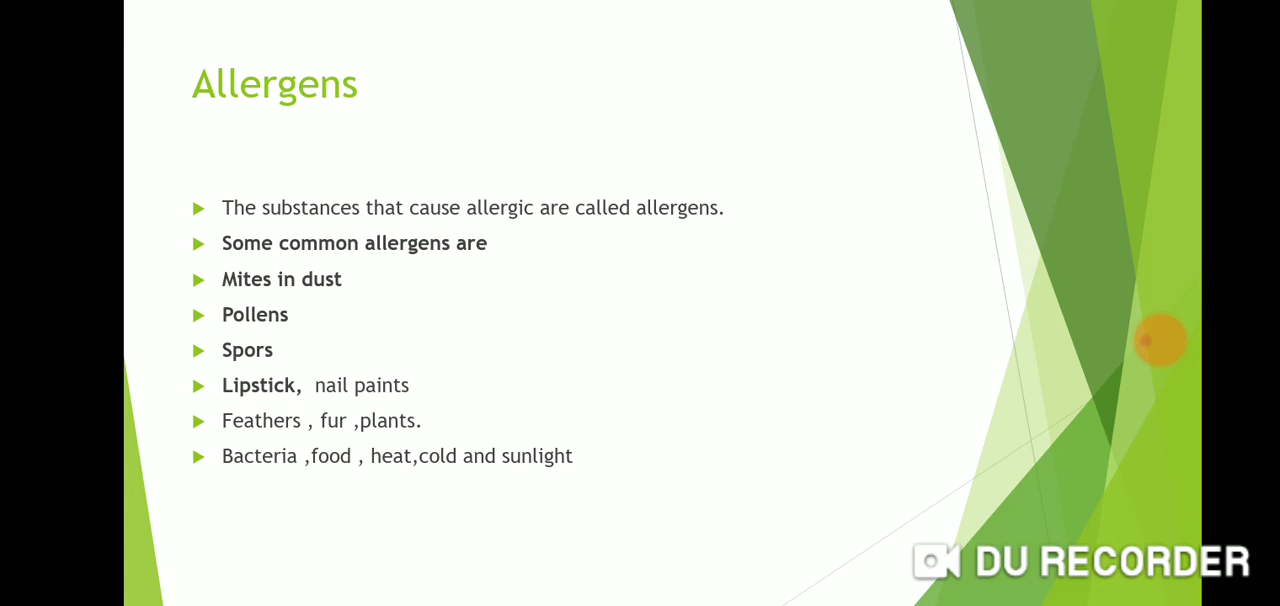 Allergens
The substances that cause allergic are called allergens.
Some common allergens are
Mites in dust
Pollens
Spors
Lipstick,  nail paints
Feathers , fur ,plants.
Bacteria ,food , heat,cold and sunlight
DU RECORDER